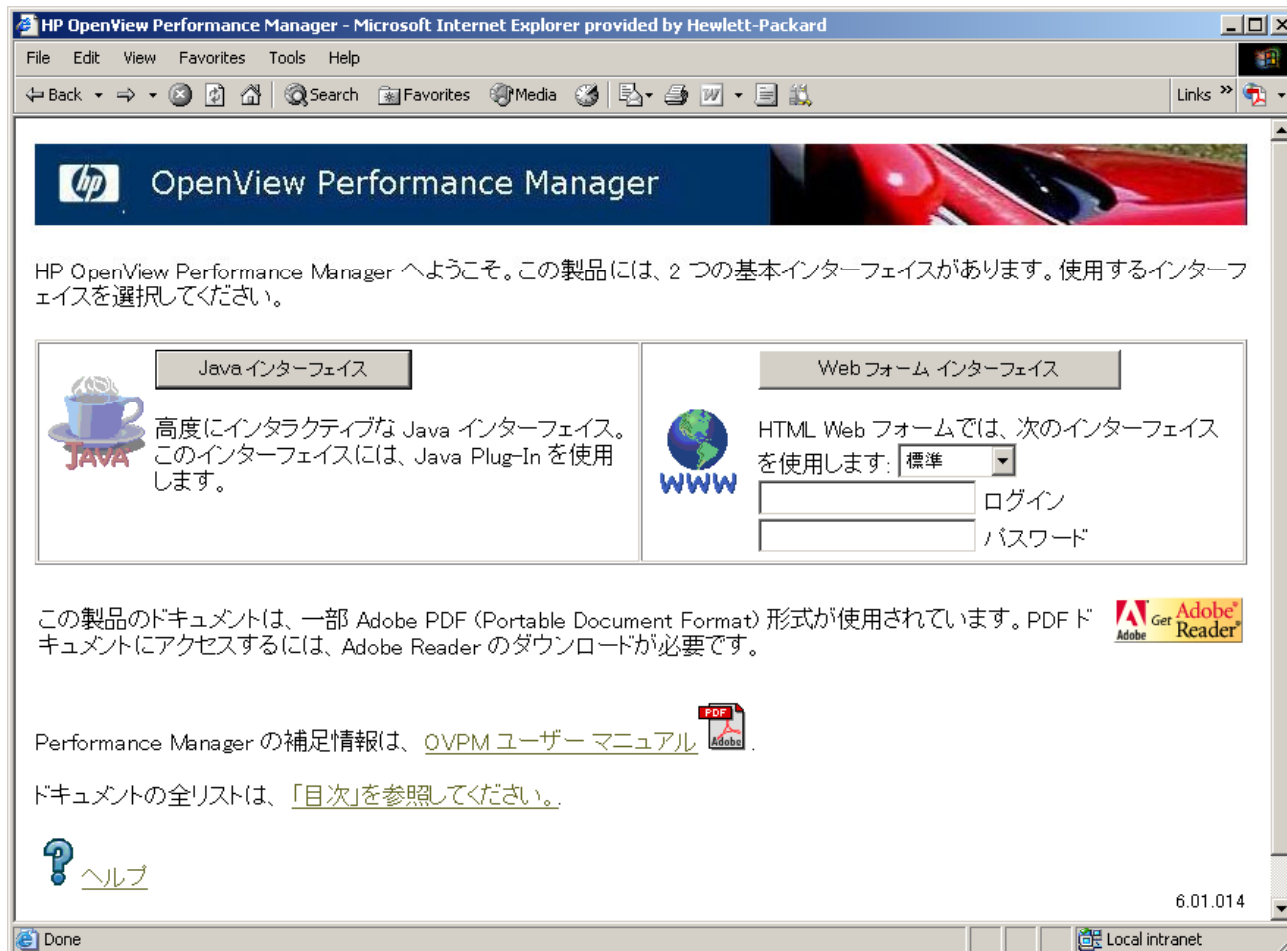 HP OpenView Performance Manager - Microsoft Internet Explorer provided by Hewlett-Packard
File Edit View Favorites Tools Help
Back Search Favorites Media Links »
hp OpenView Performance Manager
HP OpenView Performance Manager へようこそ。この製品には、2 つの基本インターフェイスがあります。使用するインターフ
ェイスを選択してください。
Java インターフェイス
高度にインタラクティブな Java インターフェイス。
このインターフェイスには、Java Plug-In を使用
します。
JAVA
Web フォーム インターフェイス
HTML Web フォームでは、次のインターフェイス
を使用します: 標準
WWW
ログイン
パスワード
この製品のドキュメントは、一部 Adobe PDF (Portable Document Format) 形式が使用されています。PDF ド
キュメントにアクセスするには、Adobe Reader のダウンロードが必要です。
Adobe Get Adobe® Reader®
Performance Manager の補足情報は、 OVPM ユーザー マニュアル PDF Adobe .
ドキュメントの全リストは、 「目次」を参照してください。.
ヘルプ
6.01.014
Done Local intranet